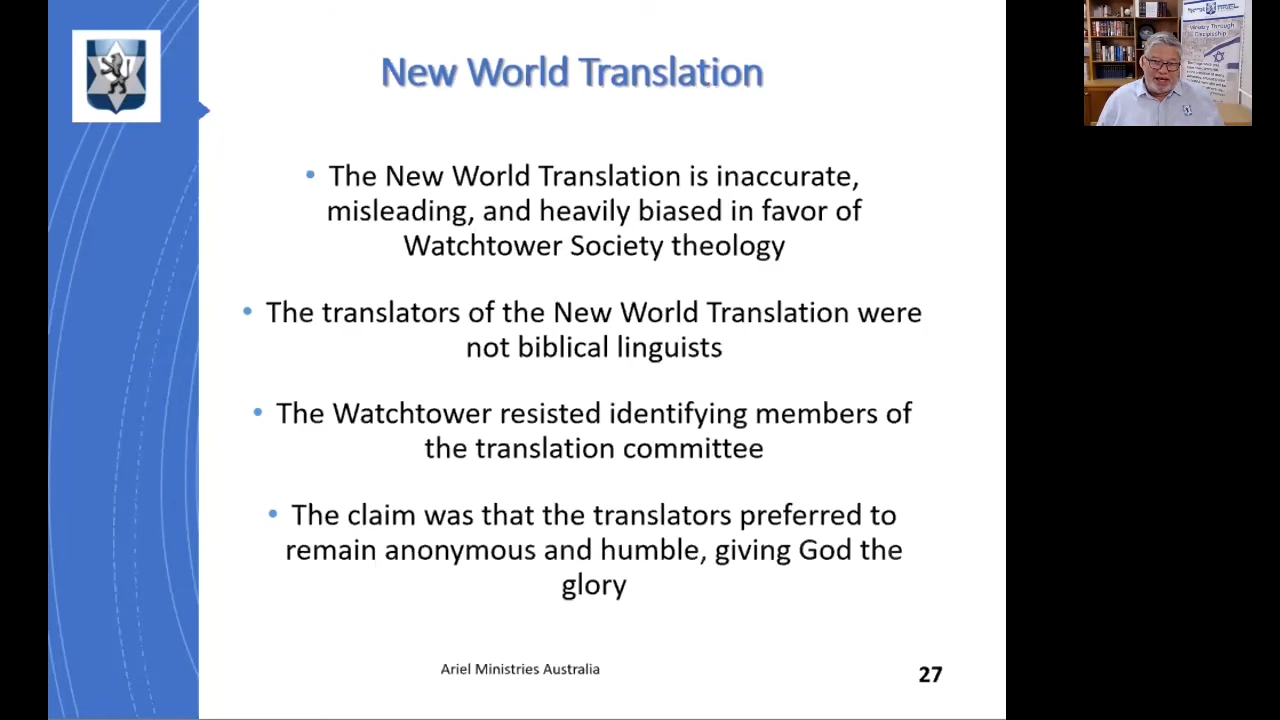 New World Translation
• The New World Translation is inaccurate,
misleading, and heavily biased in favor of
Watchtower Society theology
• The translators of the New World Translation were
not biblical linguists
• The Watchtower resisted identifying members of
the translation committee
• The claim was that the translators preferred to
remain anonymous and humble, giving God the
glory
Ariel Ministries Australia
27
Ministry Through
Discipleship